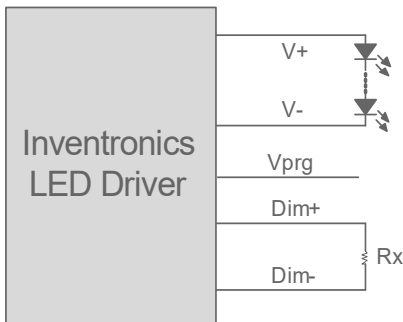 V+
V-
Inventronics
LED Driver
Vprg
Dim+
Rx
Dim-